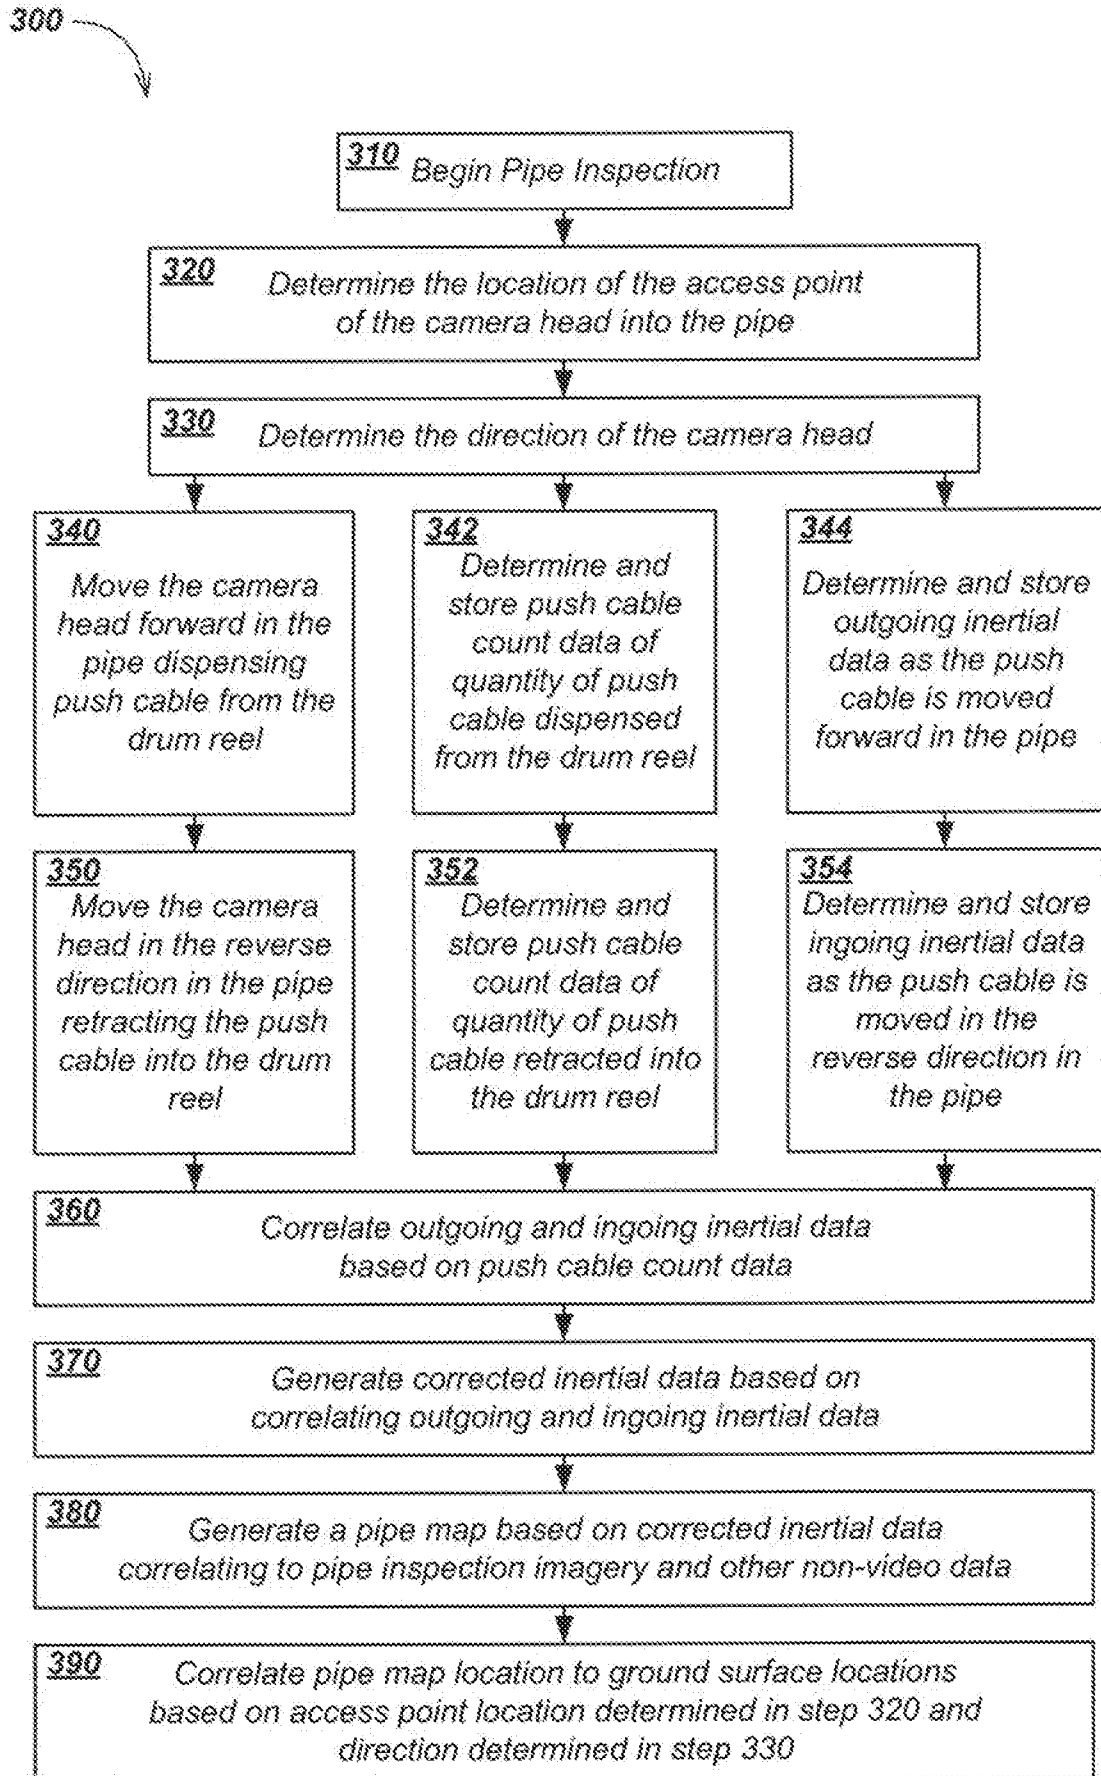 300
310
Begin Pipe Inspection
320
Determine the location of the access point
of the camera head into the pipe
330
Determine the direction of the camera head
340
Move the camera
head forward in the
pipe dispensing
push cable from the
drum reel
342
Determine and
store push cable
count data of
quantity of push
cable dispensed
from the drum reel
344
Determine and store
outgoing inertial
data as the push
cable is moved
forward in the pipe
350
Move the camera
head in the reverse
direction in the pipe
retracting the push
cable into the drum
reel
352
Determine and
store push cable
count data of
quantity of push
cable retracted into
the drum reel
354
Determine and store
ingoing inertial data
as the push cable is
moved in the
reverse direction in
the pipe
360
Correlate outgoing and ingoing inertial data
based on push cable count data
370
Generate corrected inertial data based on
correlating outgoing and ingoing inertial data
380
Generate a pipe map based on corrected inertial data
correlating to pipe inspection imagery and other non-video data
390
Correlate pipe map location to ground surface locations
based on access point location determined in step 320 and
direction determined in step 330